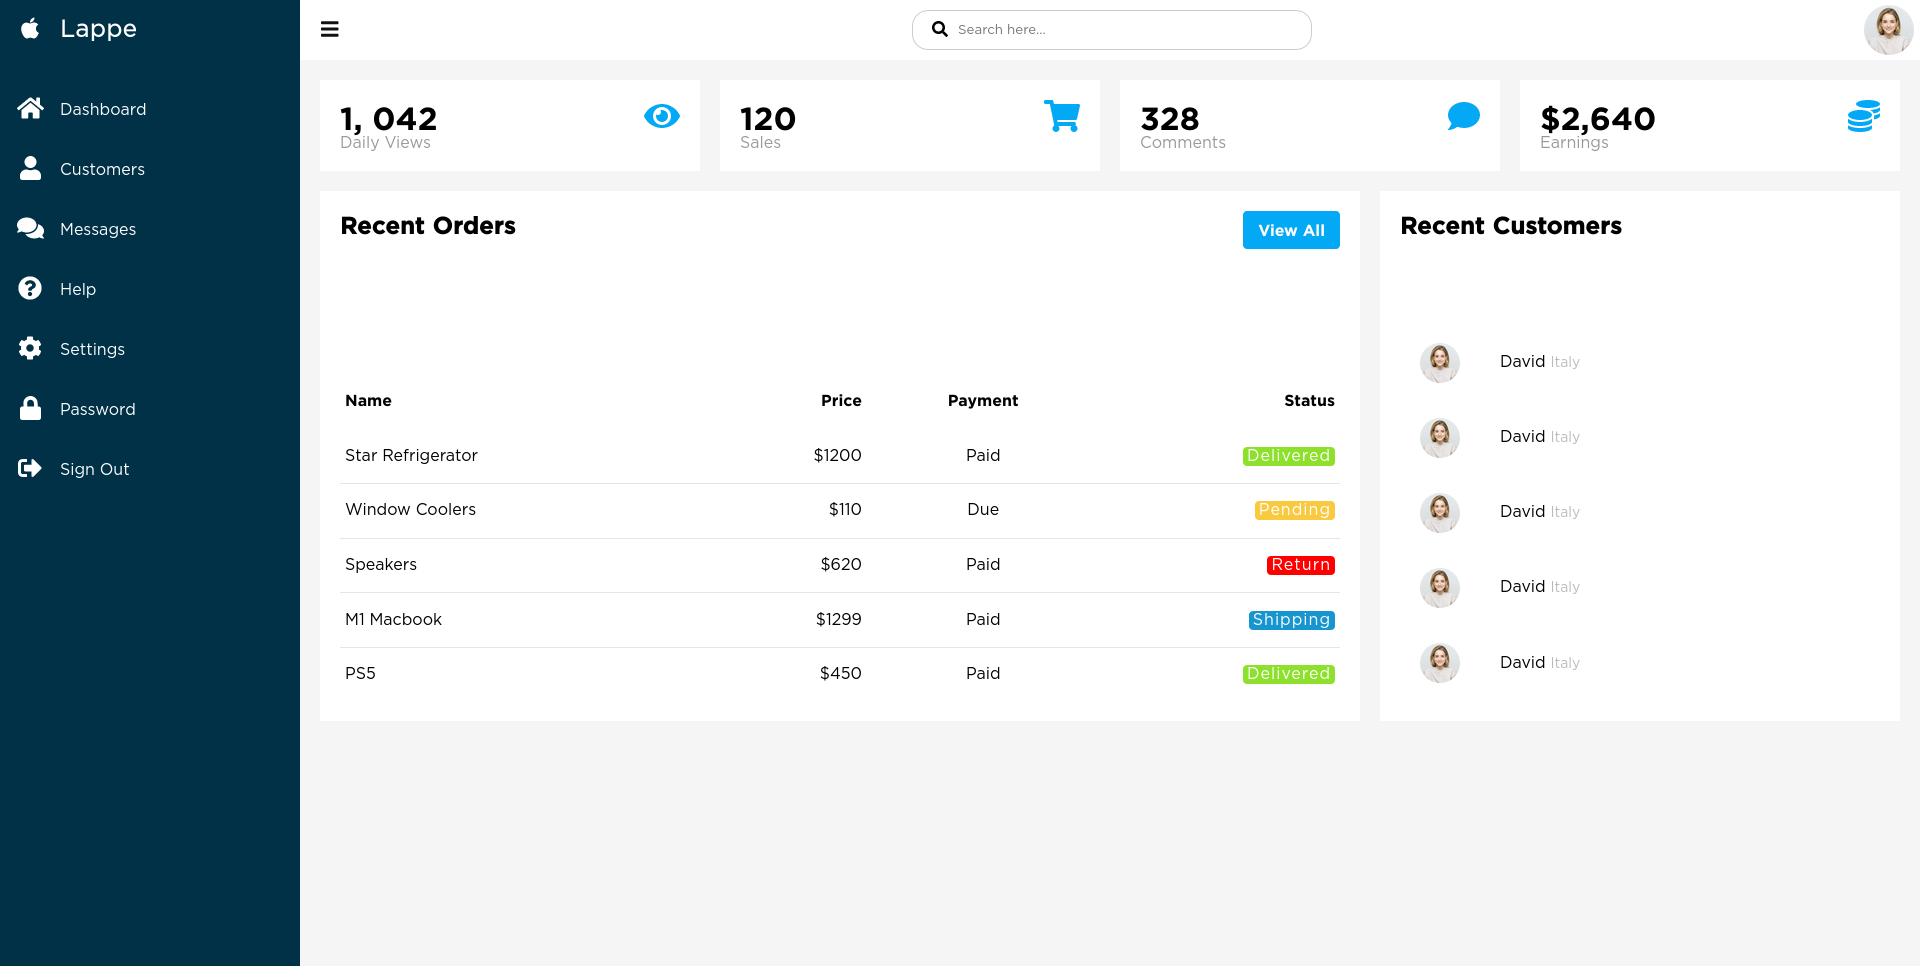 Lappe
Search here...
Dashboard
Customers
Messages
Help
Settings
Password
Sign Out
1, 042
Daily Views
120
Sales
328
Comments
$2,640
Earnings
Recent Orders
View All
Name Price Payment Status
Star Refrigerator $1200 Paid Delivered
Window Coolers $110 Due Pending
Speakers $620 Paid Return
M1 Macbook $1299 Paid Shipping
PS5 $450 Paid Delivered
Recent Customers
David Italy
David Italy
David Italy
David Italy
David Italy